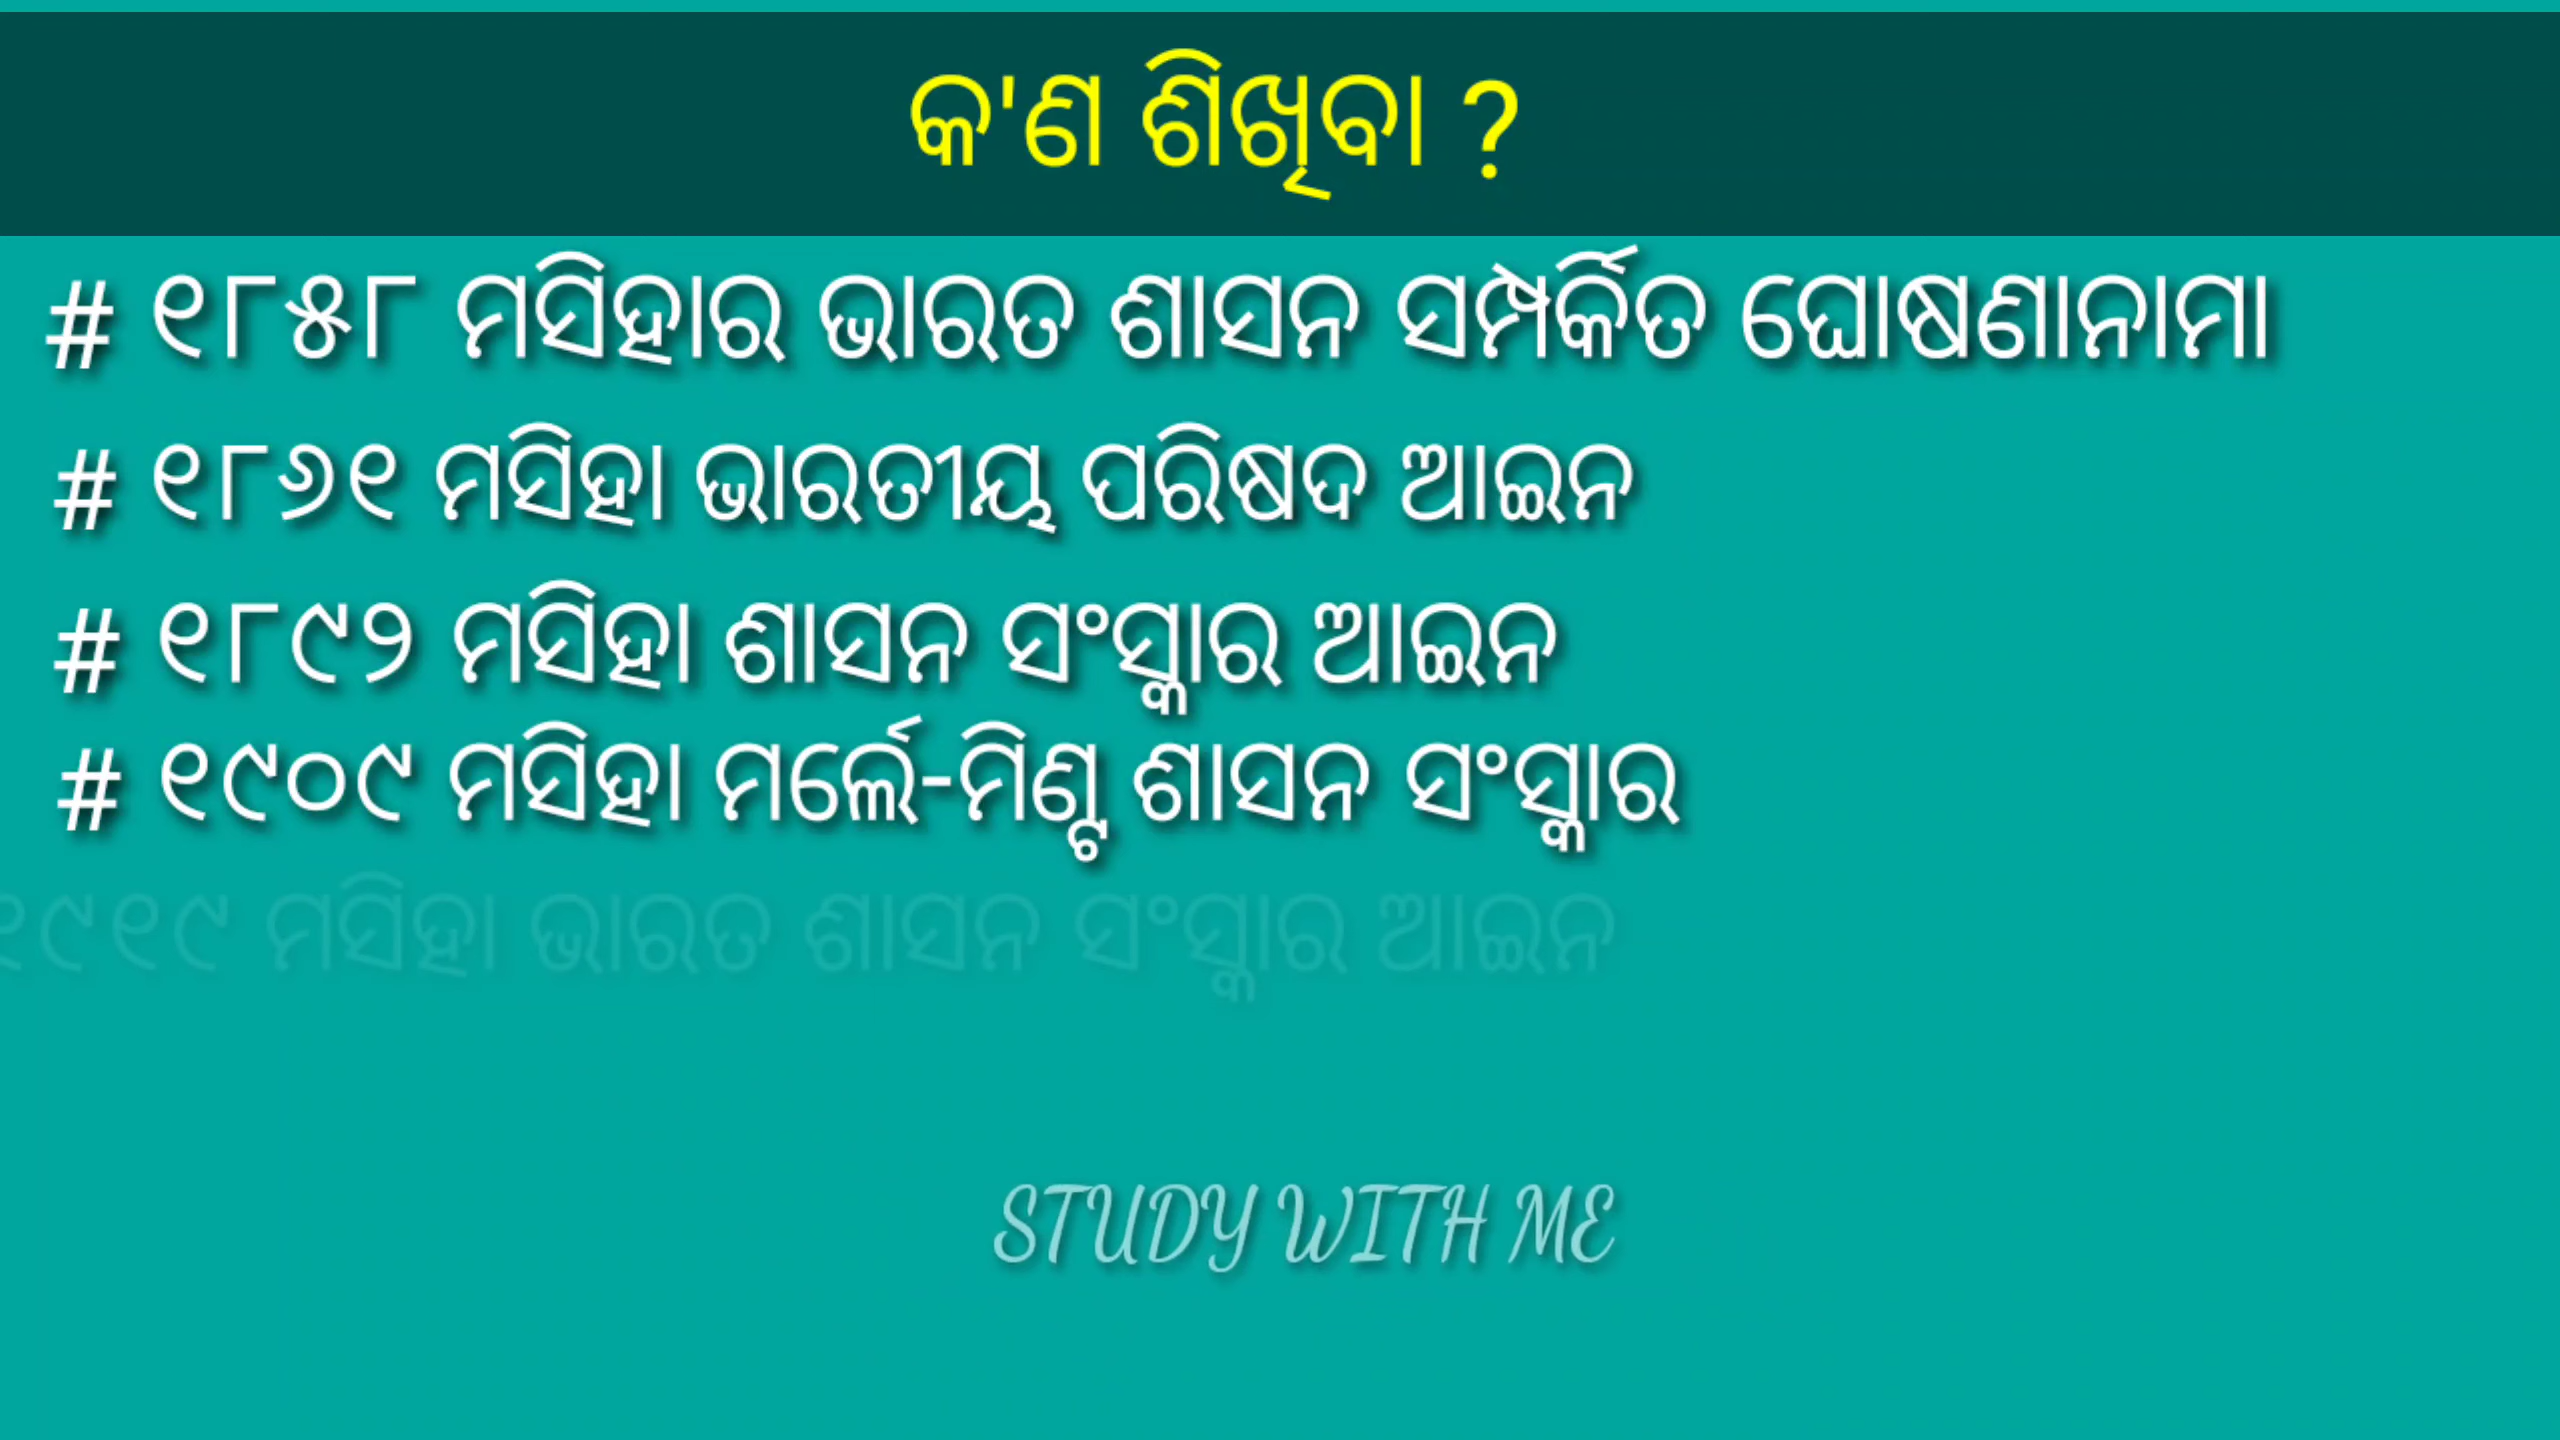 କ'ଣ ଶିଖିବା ?
# ୧୮୫୮ ମସିହାର ଭାରତ ଶାସନ ସମ୍ପର୍କିତ ଘୋଷଣାନାମା
# ୧୮୬୧ ମସିହା ଭାରତୀୟ ପରିଷଦ ଆଇନ
# ୧୮୯୨ ମସିହା ଶାସନ ସଂସ୍କାର ଆଇନ
# ୧୯୦୯ ମସିହା ମର୍ଲେ-ମିଣ୍ଟ ଶାସନ ସଂସ୍କାର
୧୯୧୯ ମସିହା ଭାରତ ଶାସନ ସଂସ୍କାର ଆଇନ
STUDY WITH ME